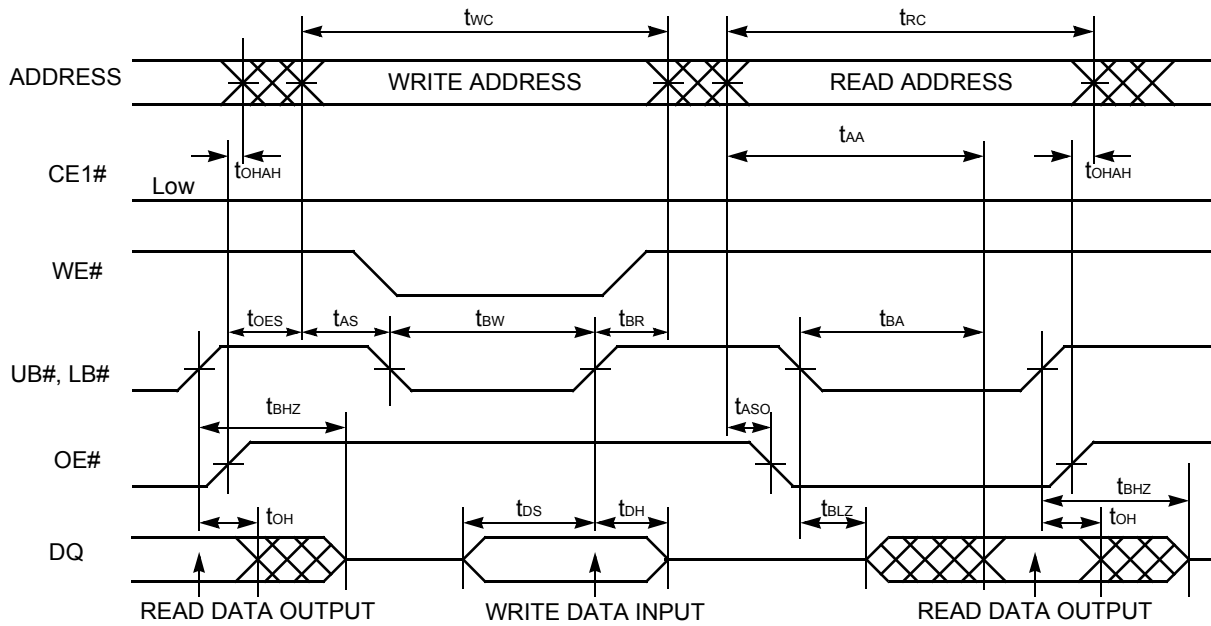 tWC
tRC
ADDRESS
WRITE ADDRESS
READ ADDRESS
tAA
tOHAH
tOHAH
CE1#
Low
WE#
tOES
tAS
tBW
tBR
tBA
UB#, LB#
tBHZ
tASO
OE#
tBHZ
tOH
tDS
tDH
tBLZ
tOH
DQ
READ DATA OUTPUT
WRITE DATA INPUT
READ DATA OUTPUT